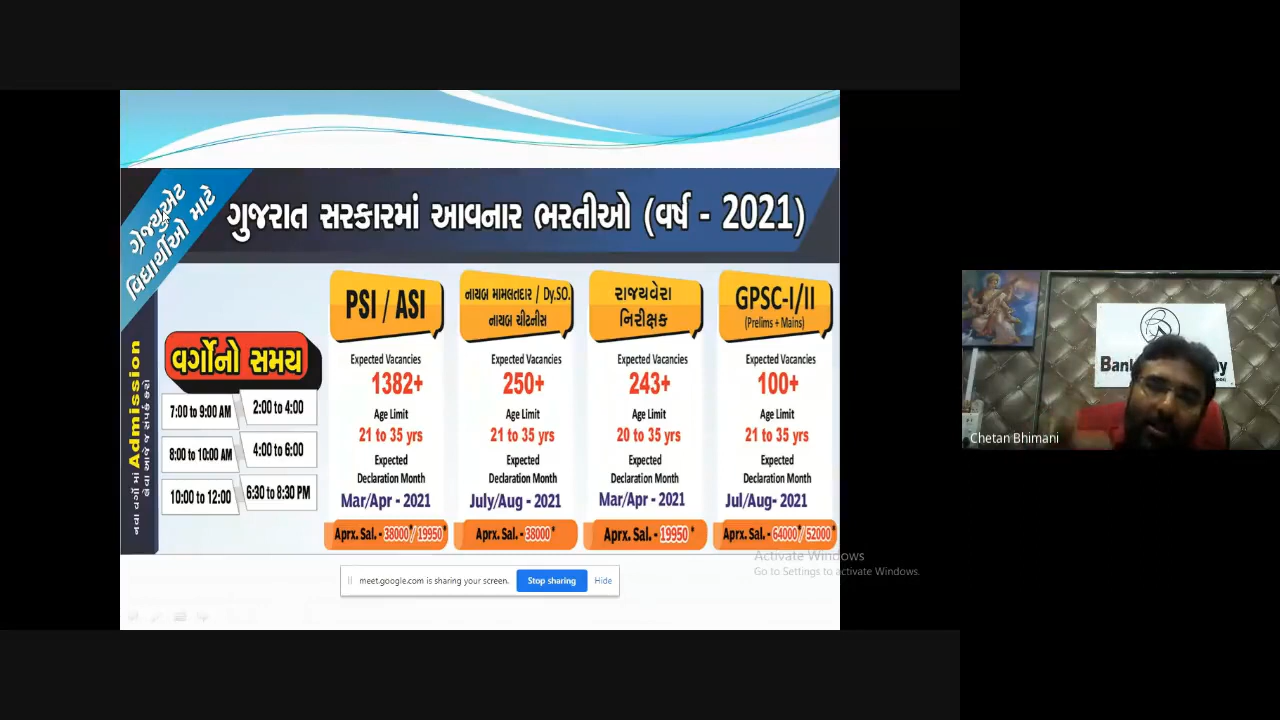 ગ્રેજ્યુએટ
વિદ્યાર્થીઓ માટે
ગુજરાત સરકારમાં આવનાર ભરતીઓ (વર્ષ - 2021)
Admission
વર્ગોનો સમય
7:00 to 9:00 AM
2:00 to 4:00
8:00 to 10:00 AM
4:00 to 6:00
10:00 to 12:00
6:30 to 8:30 PM
PSI / ASI
Expected Vacancies
1382+
Age Limit
21 to 35 yrs
Expected
Declaration Month
Mar/Apr - 2021
Aprx. Sal. - 38000* / 19950*
નાયબ મામલતદાર / Dy.SO.
નાયબ ચીટનીસ
Expected Vacancies
250+
Age Limit
21 to 35 yrs
Expected
Declaration Month
July/Aug - 2021
Aprx. Sal. - 38000*
રાજ્યવેરા
નિરીક્ષક
Expected Vacancies
243+
Age Limit
20 to 35 yrs
Expected
Declaration Month
Mar/Apr - 2021
Aprx. Sal. - 19950*
GPSC-I/II
(Prelims + Mains)
Expected Vacancies
100+
Age Limit
21 to 35 yrs
Expected
Declaration Month
Jul/Aug- 2021
Aprx. Sal. - 64000* / 52000*
Activate Windows
Go to Settings to activate Windows.
meet.google.com is sharing your screen.
Stop sharing
Hide
Chetan Bhimani